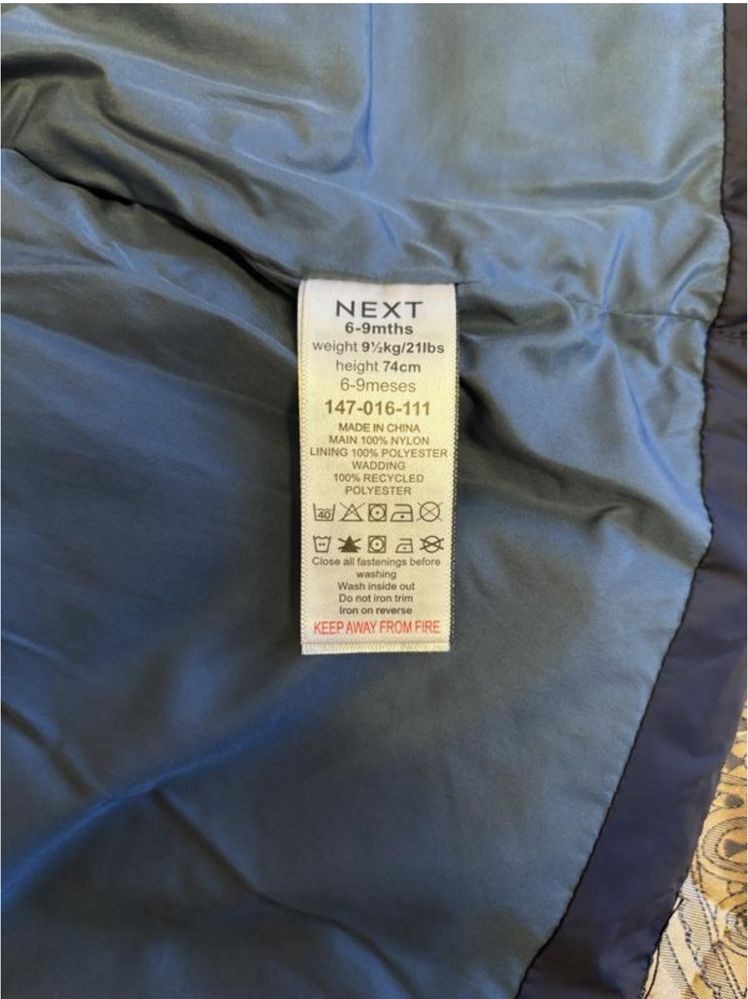 NEXT
6-9mths
weight 9½kg/21lbs
height 74cm
6-9meses
147-016-111
MADE IN CHINA
MAIN 100% NYLON
LINING 100% POLYESTER
WADDING
100% RECYCLED
POLYESTER
40
Close all fastenings before
washing
Wash inside out
Do not iron trim
Iron on reverse
KEEP AWAY FROM FIRE